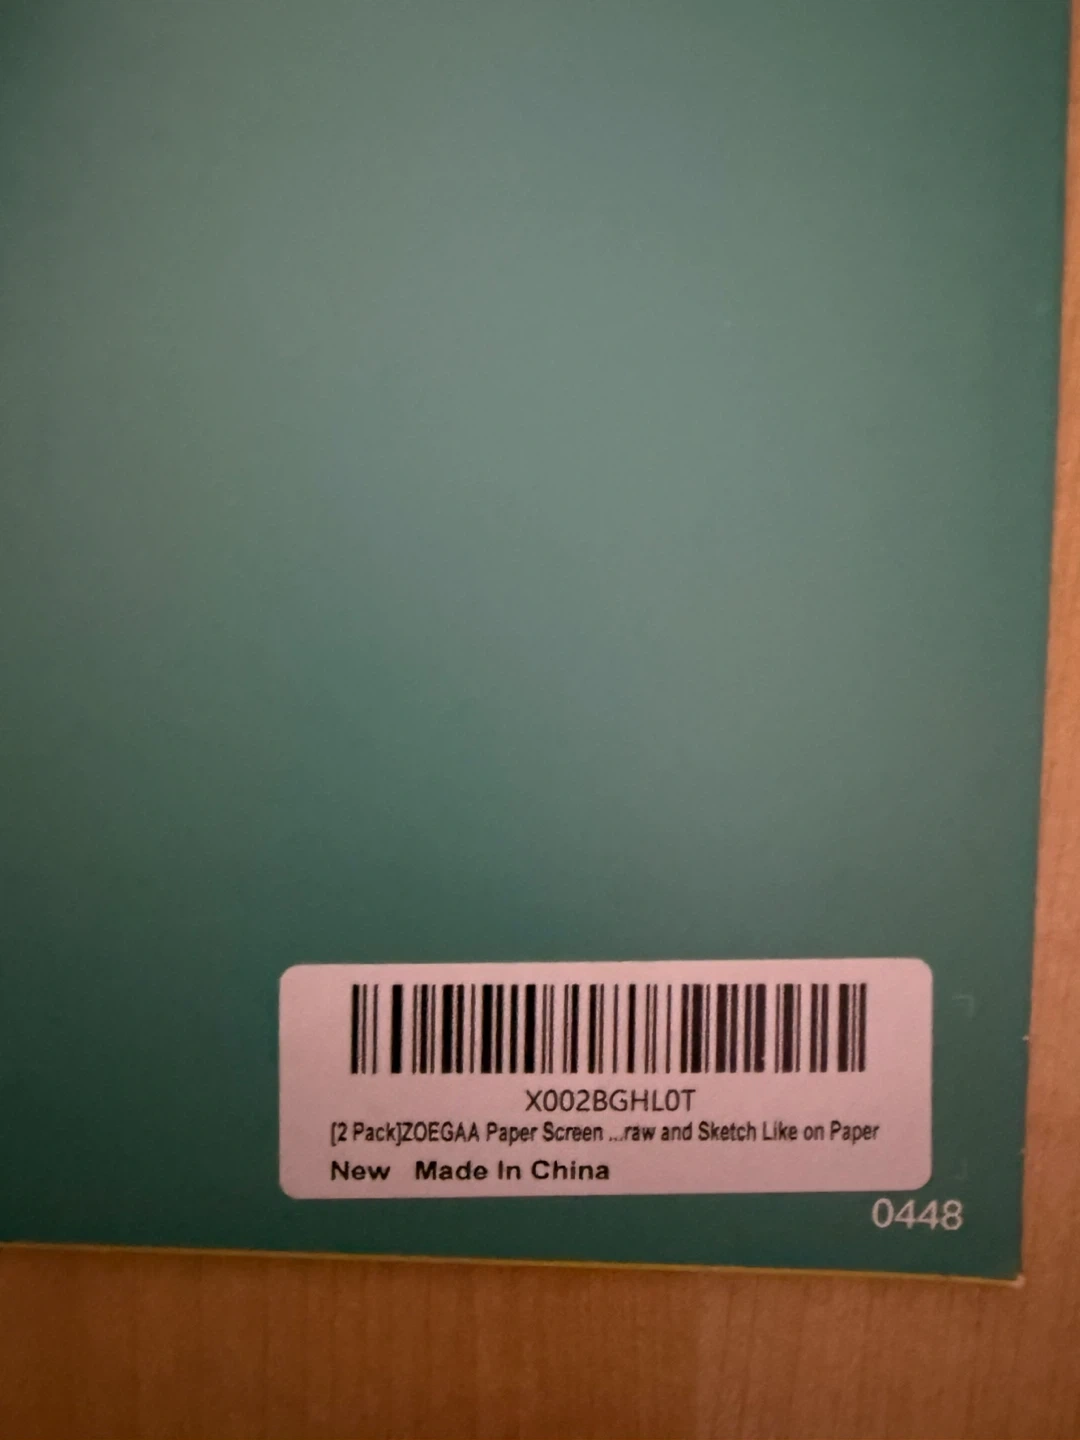 X002BGHL0T
[2 Pack]ZOEGAA Paper Screen ...raw and Sketch Like on Paper
New Made In China
0448